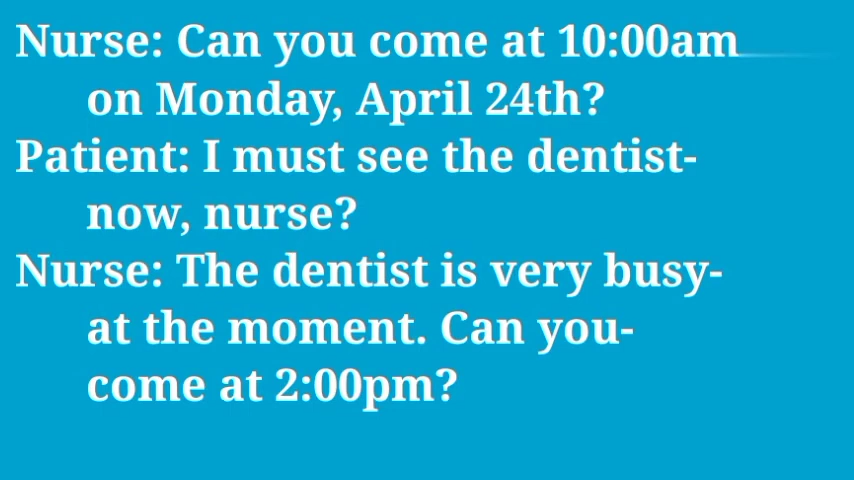 Nurse: Can you come at 10:00am
on Monday, April 24th?
Patient: I must see the dentist-
now, nurse?
Nurse: The dentist is very busy-
at the moment. Can you-
come at 2:00pm?